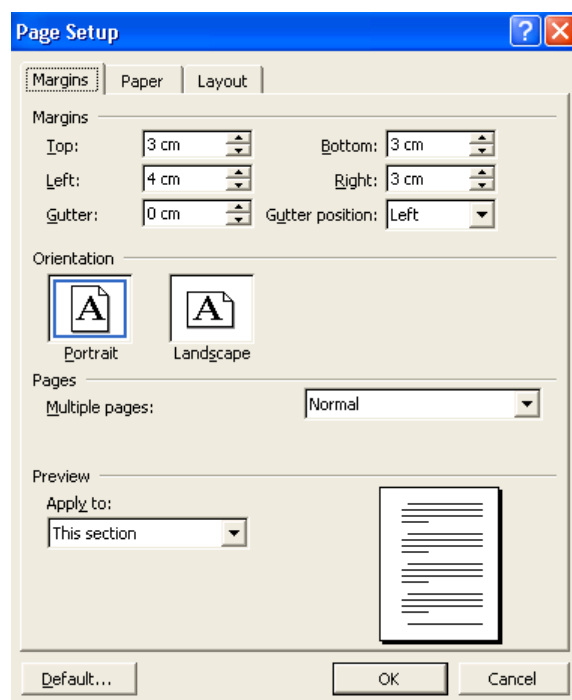 Page Setup
Margins Paper Layout
Margins
Top: 3 cm Bottom: 3 cm
Left: 4 cm Right: 3 cm
Gutter: 0 cm Gutter position: Left
Orientation
A A
Portrait Landscape
Pages
Multiple pages: Normal
Preview
Apply to:
This section
Default... OK Cancel